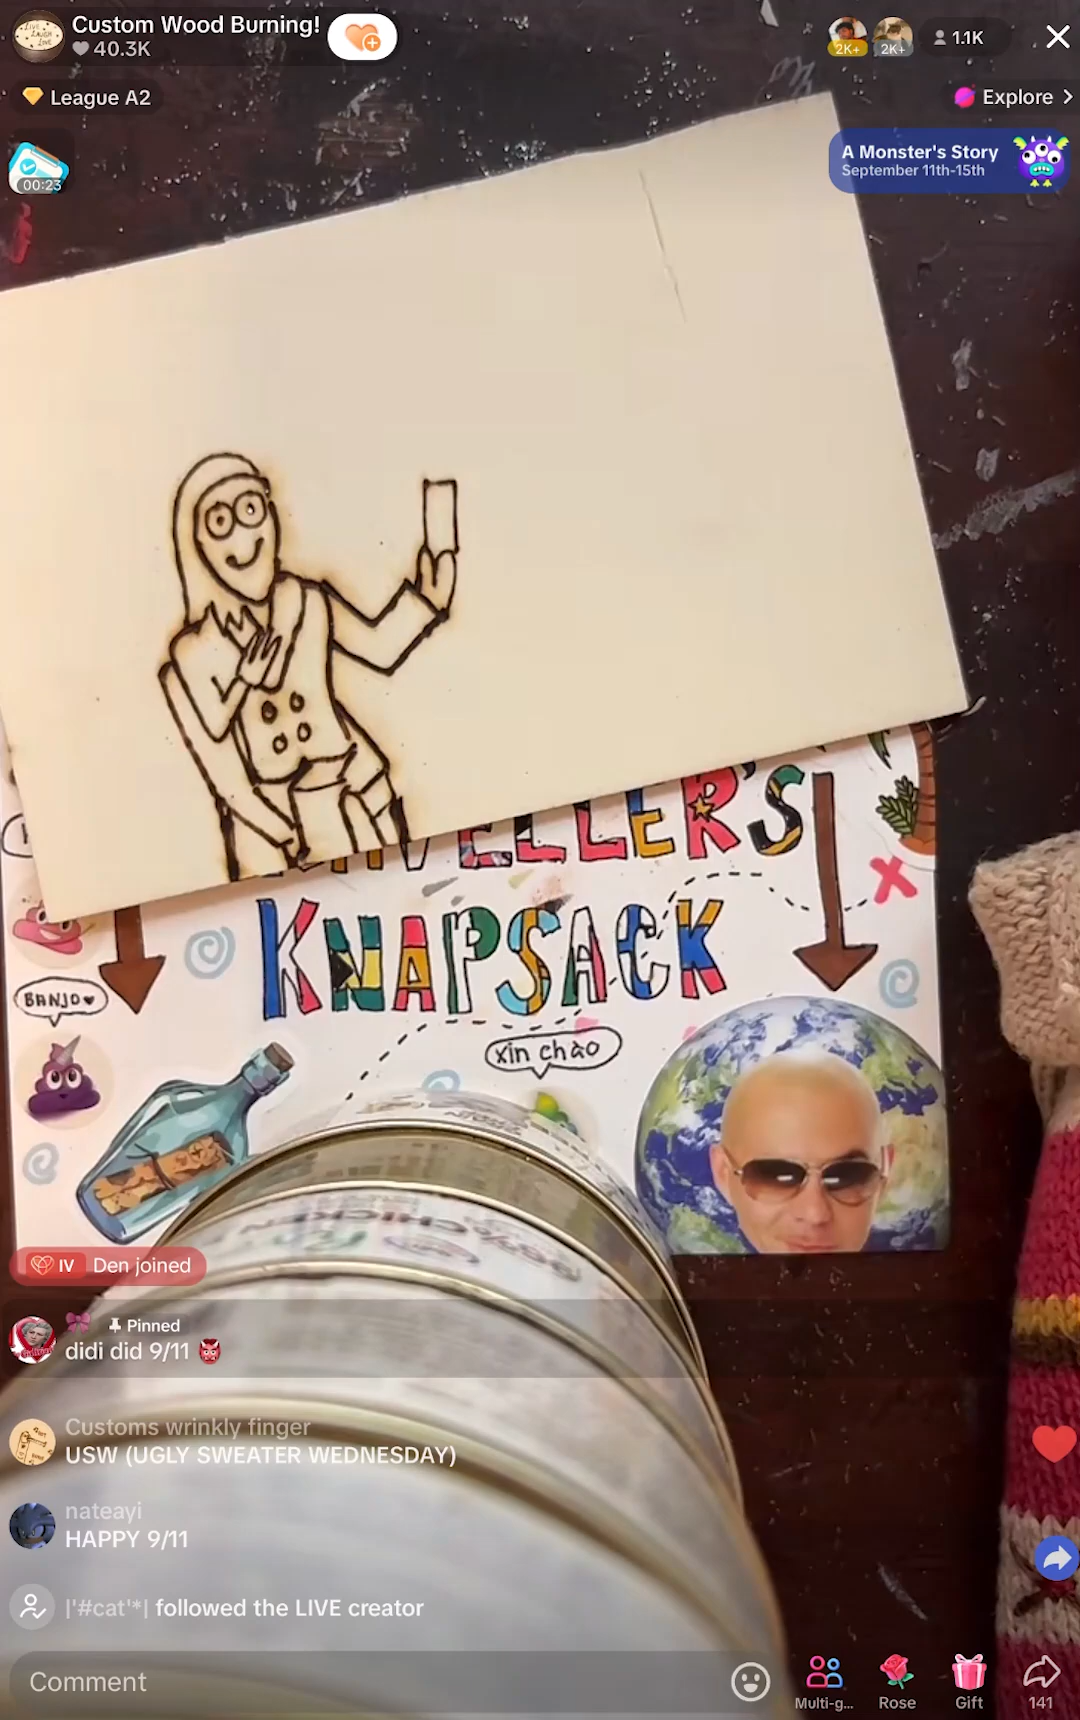 Custom Wood Burning!
40.3K
2K+
2K+
1.1K
League A2
Explore
00:23
A Monster's Story
September 11th-15th
VELLER'S
KNAPSACK
BANJO
xin chào
IV Den joined
Pinned
didi did 9/11
Customs wrinkly finger
USW (UGLY SWEATER WEDNESDAY)
nateayi
HAPPY 9/11
|'#cat'*| followed the LIVE creator
Comment
Multi-g...
Rose
Gift
141